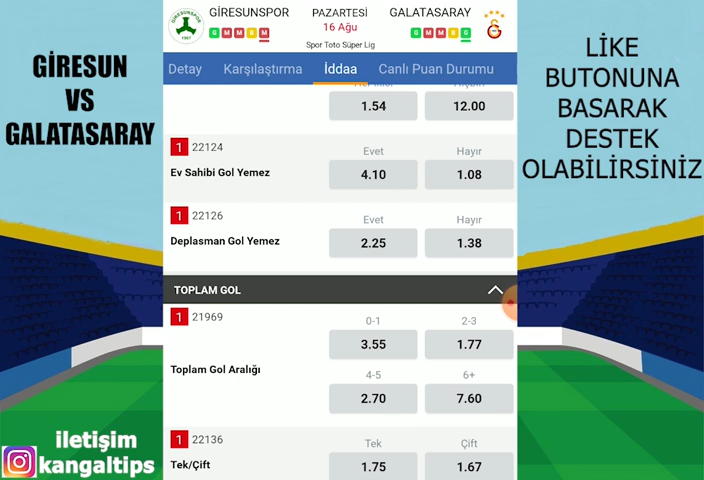 GİRESUN
VS
GALATASARAY
GİRESUNSPOR
G M M B M
PAZARTESİ
16 Ağu
Spor Toto Süper Lig
GALATASARAY
G M M B G
GİRESUNSPOR
1967
Detay Karşılaştırma İddaa Canlı Puan Durumu
1.54 12.00
1 22124
Ev Sahibi Gol Yemez
Evet Hayır
4.10 1.08
1 22126
Deplasman Gol Yemez
Evet Hayır
2.25 1.38
TOPLAM GOL
1 21969
Toplam Gol Aralığı
0-1 2-3
3.55 1.77
4-5 6+
2.70 7.60
1 22136
Tek/Çift
Tek Çift
1.75 1.67
LİKE
BUTONUNA
BASARAK
DESTEK
OLABİLİRSİNİZ
iletişim
kangaltips